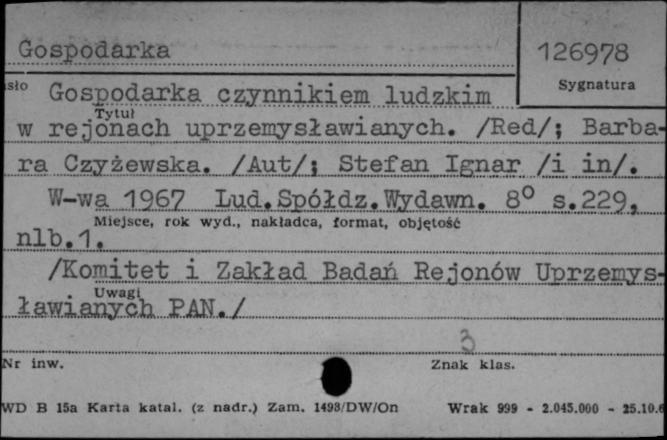 Gospodarka 126978
sło Sygnatura
Gospodarka czynnikiem ludzkim
Tytuł
w rejonach uprzemysławianych. /Red/; Barba-
ra Czyżewska. /Aut/; Stefan Ignar /i in/.
W-wa 1967 Lud.Spółdz.Wydawn. 8° s.229,
Miejsce, rok wyd., nakładca, format, objętość
nlb.1.
/Komitet i Zakład Badań Rejonów Uprzemys-
Uwagi
ławianych PAN./
3
Nr inw. Znak klas.
WD B 15a Karta katal. (z nadr.) Zam. 1493/DW/On Wrak 999 - 2.045.000 - 25.10.6